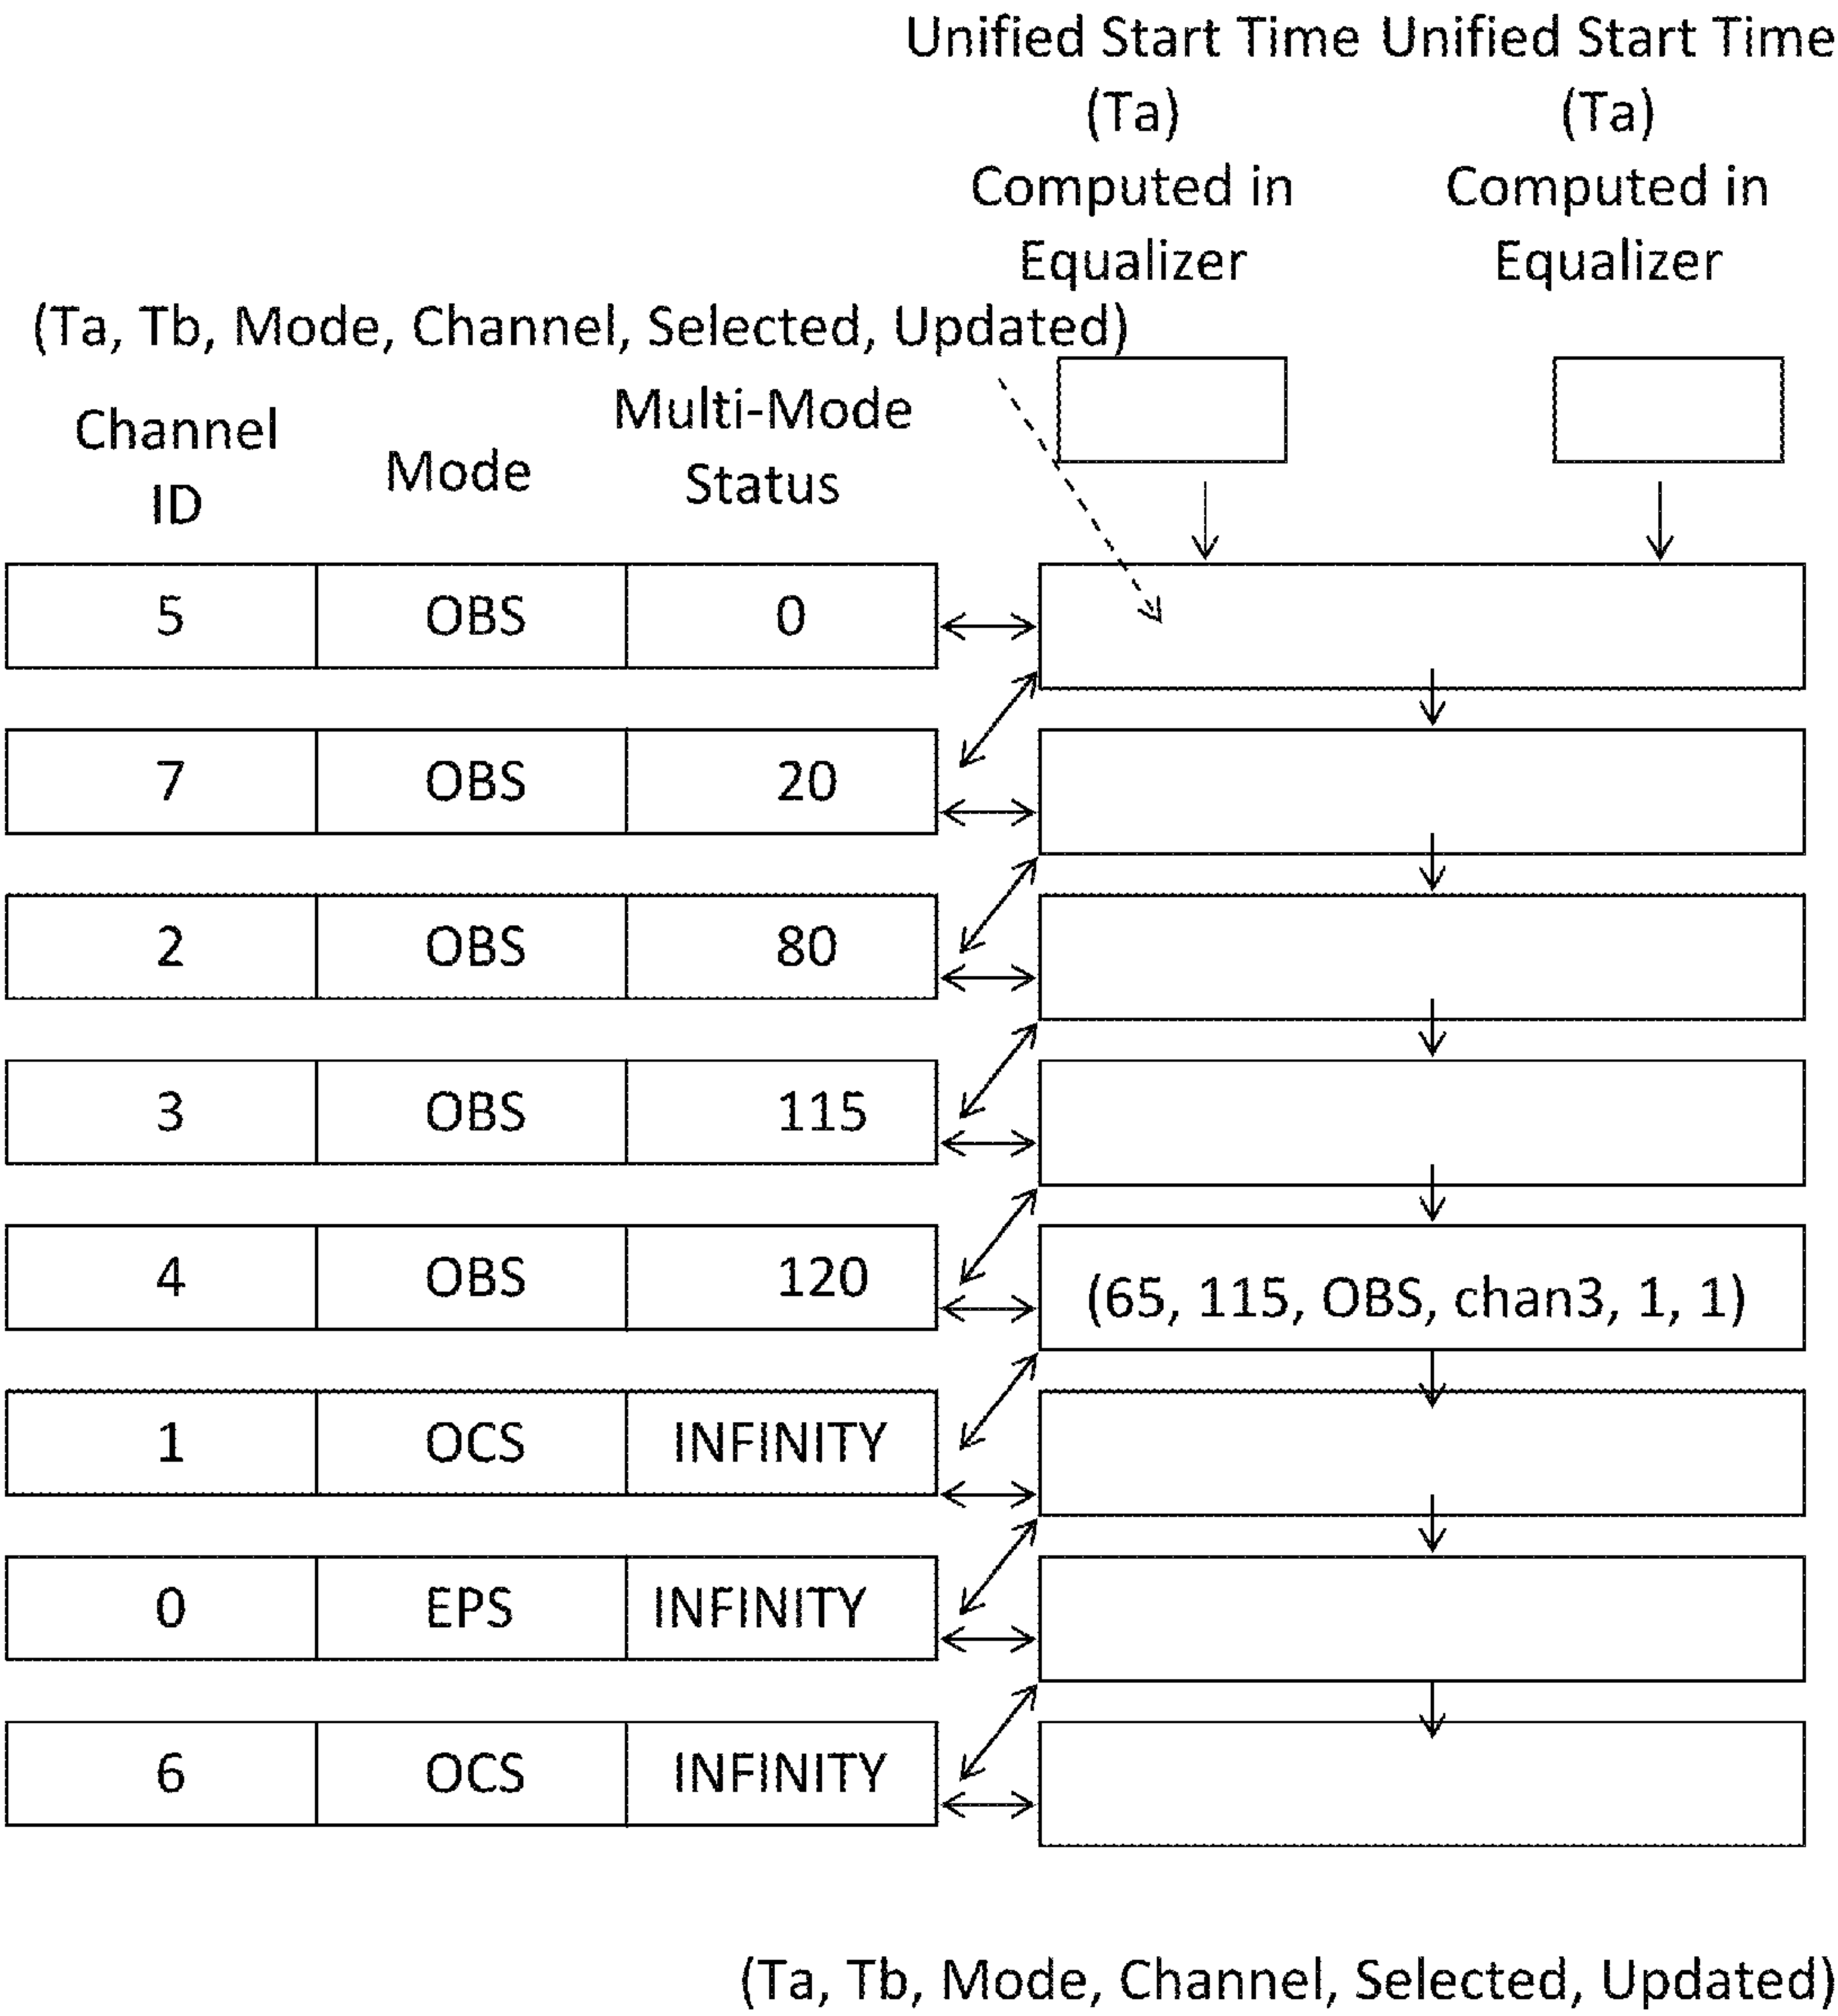 Unified Start Time Unified Start Time
(Ta) (Ta)
Computed in Computed in
Equalizer Equalizer
(Ta, Tb, Mode, Channel, Selected, Updated)
Channel ID
Mode
Multi-Mode Status
5 OBS 0
7 OBS 20
2 OBS 80
3 OBS 115
4 OBS 120
(65, 115, OBS, chan3, 1, 1)
1 OCS INFINITY
0 EPS INFINITY
6 OCS INFINITY
(Ta, Tb, Mode, Channel, Selected, Updated)